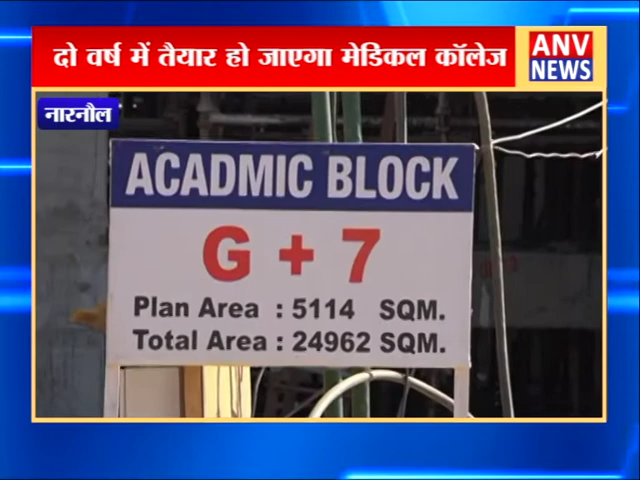 दो वर्ष में तैयार हो जाएगा मेडिकल कॉलेज
ANV
NEWS
नारनौल
ACADMIC BLOCK
G + 7
Plan Area : 5114 SQM.
Total Area : 24962 SQM.